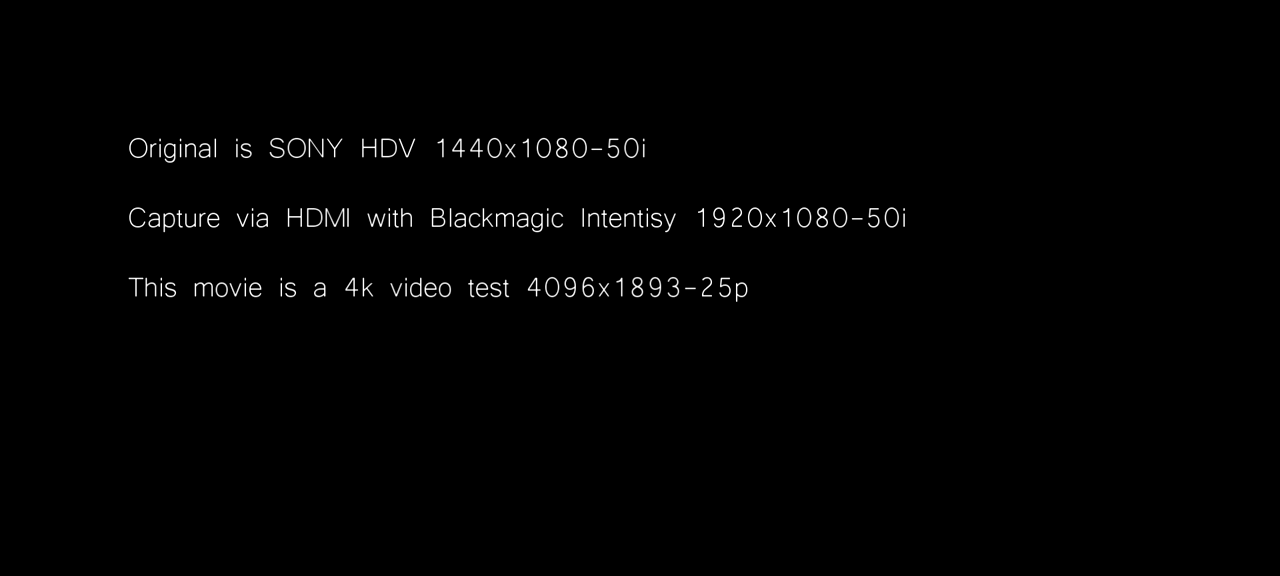 Original is SONY HDV 1440x1080-50i
Capture via HDMI with Blackmagic Intentisy 1920x1080-50i
This movie is a 4k video test 4096x1893-25p